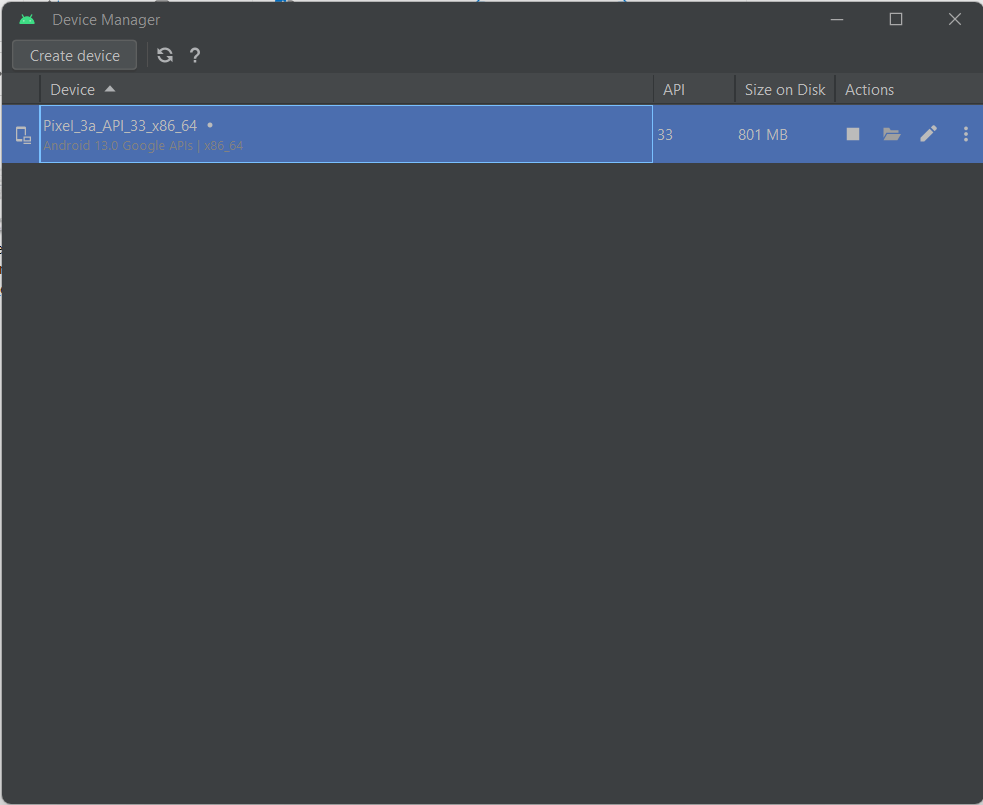 Device Manager
Create device ?
Device API Size on Disk Actions
Pixel_3a_API_33_x86_64 •
Android 13.0 Google APIs | x86_64
33 801 MB